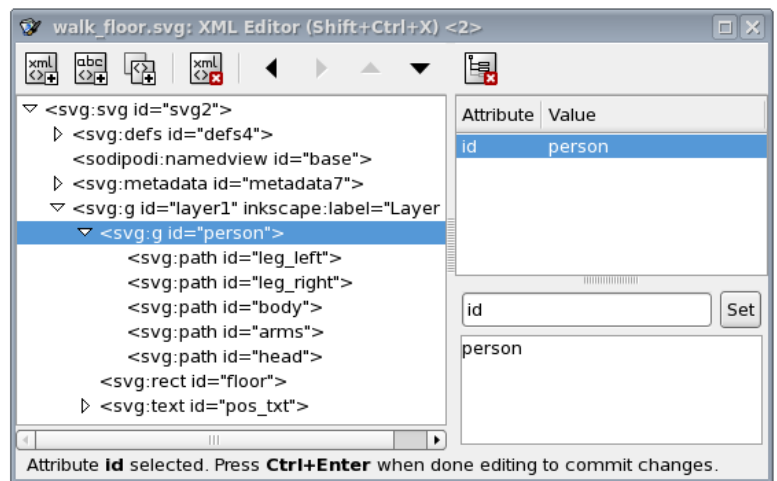 walk_floor.svg: XML Editor (Shift+Ctrl+X) <2>
xml
abc
xml
<svg:svg id="svg2">
<svg:defs id="defs4">
<sodipodi:namedview id="base">
<svg:metadata id="metadata7">
<svg:g id="layer1" inkscape:label="Layer
<svg:g id="person">
<svg:path id="leg_left">
<svg:path id="leg_right">
<svg:path id="body">
<svg:path id="arms">
<svg:path id="head">
<svg:rect id="floor">
<svg:text id="pos_txt">
Attribute Value
id person
id Set
person
Attribute id selected. Press Ctrl+Enter when done editing to commit changes.